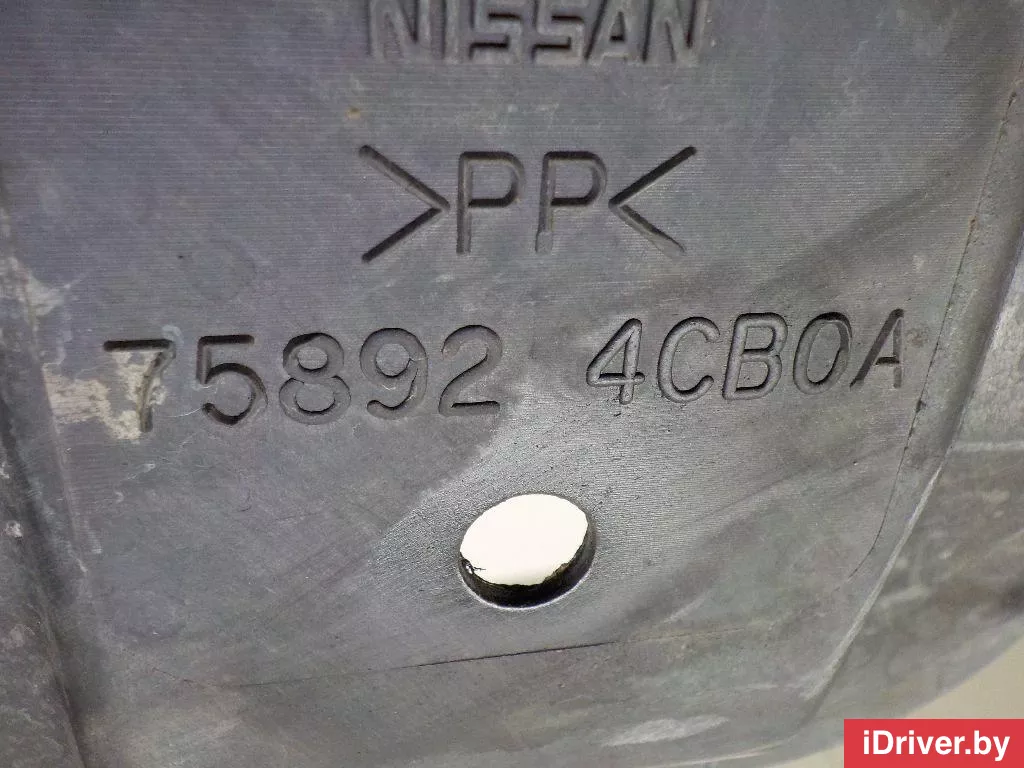 NISSAN
>PP<
75892 4CB0A
iDriver.by